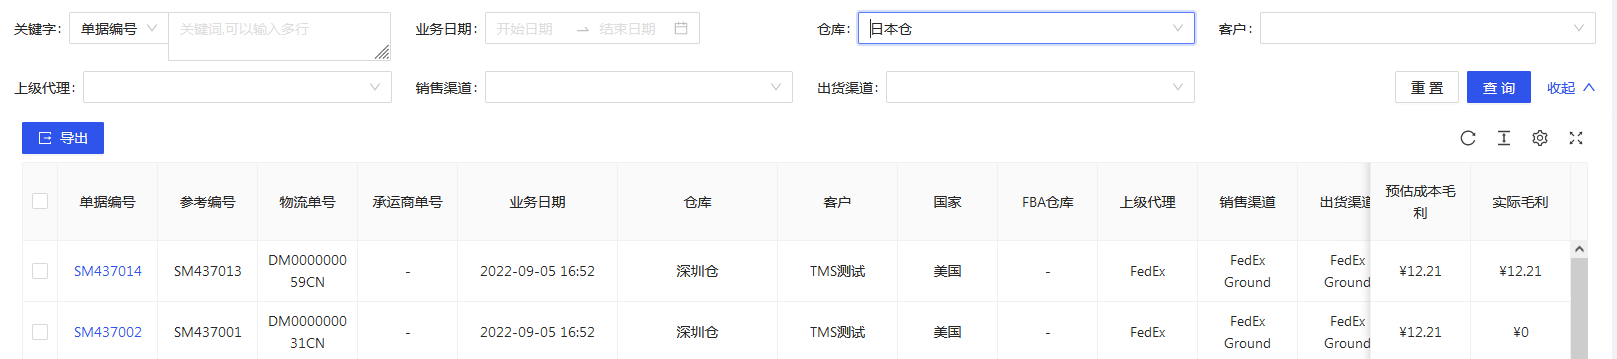 关键字: 单据编号 关键词,可以输入多行 业务日期: 开始日期 → 结束日期 仓库: 日本仓 客户:
上级代理: 销售渠道: 出货渠道: 重 置 查 询 收起
导出
单据编号 参考编号 物流单号 承运商单号 业务日期 仓库 客户 国家 FBA仓库 上级代理 销售渠道 出货渠道 预估成本毛利 实际毛利
SM437014 SM437013 DM000000059CN - 2022-09-05 16:52 深圳仓 TMS测试 美国 - FedEx FedEx Ground FedEx Ground ¥12.21 ¥12.21
SM437002 SM437001 DM000000031CN - 2022-09-05 16:52 深圳仓 TMS测试 美国 - FedEx FedEx Ground FedEx Ground ¥12.21 ¥0